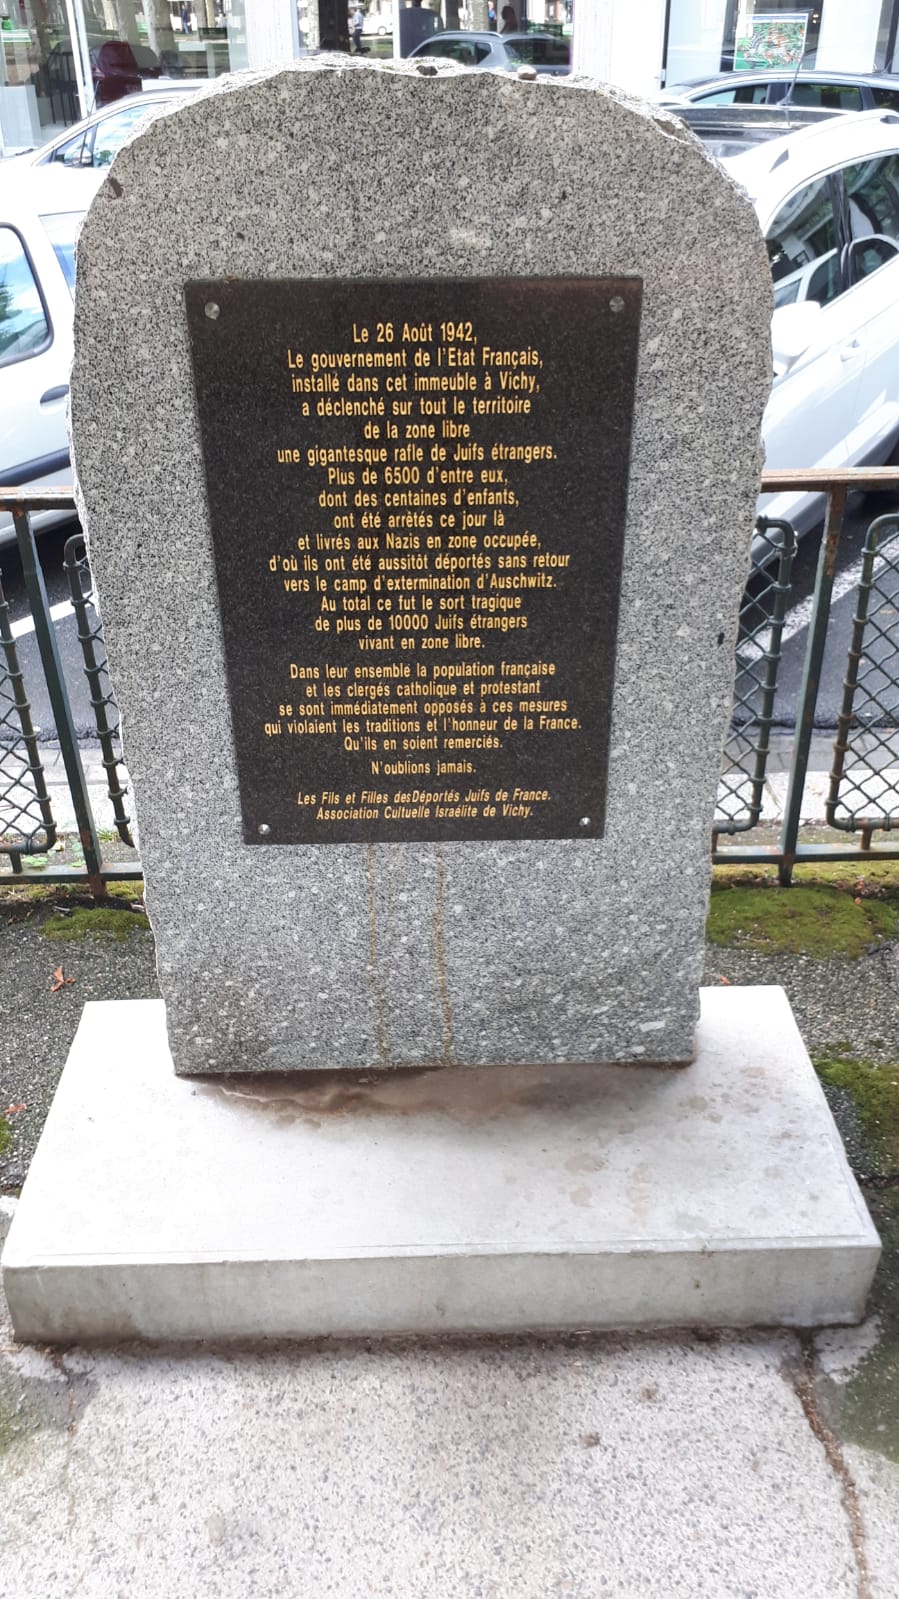 Le 26 Août 1942,
Le gouvernement de l'Etat Français,
installé dans cet immeuble à Vichy,
a déclenché sur tout le territoire
de la zone libre
une gigantesque rafle de Juifs étrangers.
Plus de 6500 d'entre eux,
dont des centaines d'enfants,
ont été arrètés ce jour là
et livrés aux Nazis en zone occupée,
d'où ils ont été aussitôt déportés sans retour
vers le camp d'extermination d'Auschwitz.
Au total ce fut le sort tragique
de plus de 10000 Juifs étrangers
vivant en zone libre.
Dans leur ensemble la population française
et les clergés catholique et protestant
se sont immédiatement opposés à ces mesures
qui violaient les traditions et l'honneur de la France.
Qu'ils en soient remerciés.
N'oublions jamais.
Les Fils et Filles desDéportés Juifs de France.
Association Cultuelle Israélite de Vichy.